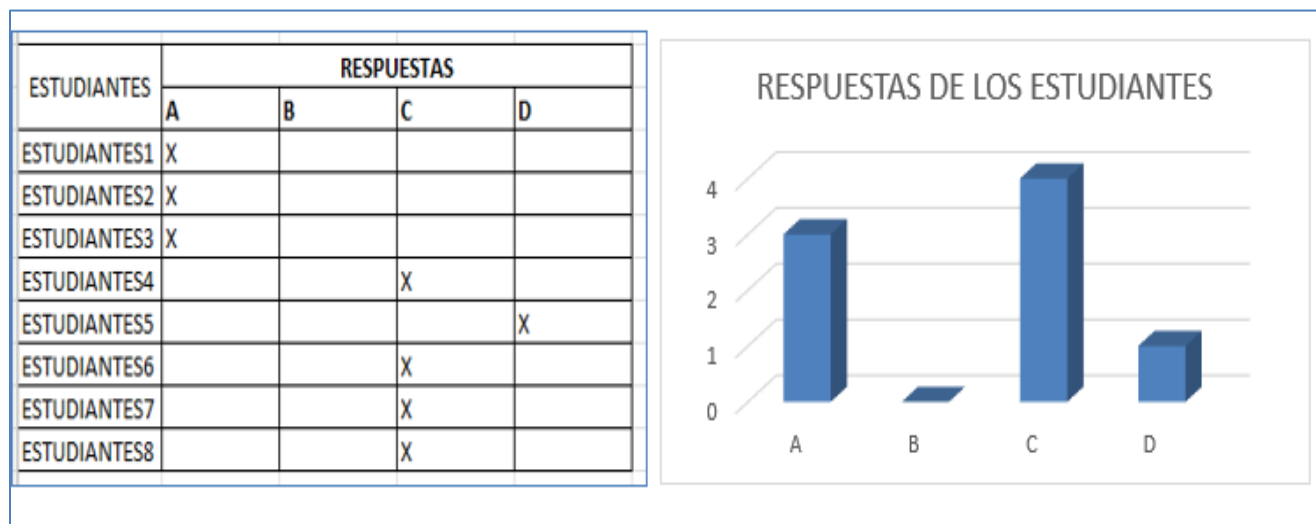 ESTUDIANTES
RESPUESTAS
A B C D
ESTUDIANTES1 X
ESTUDIANTES2 X
ESTUDIANTES3 X
ESTUDIANTES4 X
ESTUDIANTES5 X
ESTUDIANTES6 X
ESTUDIANTES7 X
ESTUDIANTES8 X
RESPUESTAS DE LOS ESTUDIANTES
4
3
2
1
0
A B C D